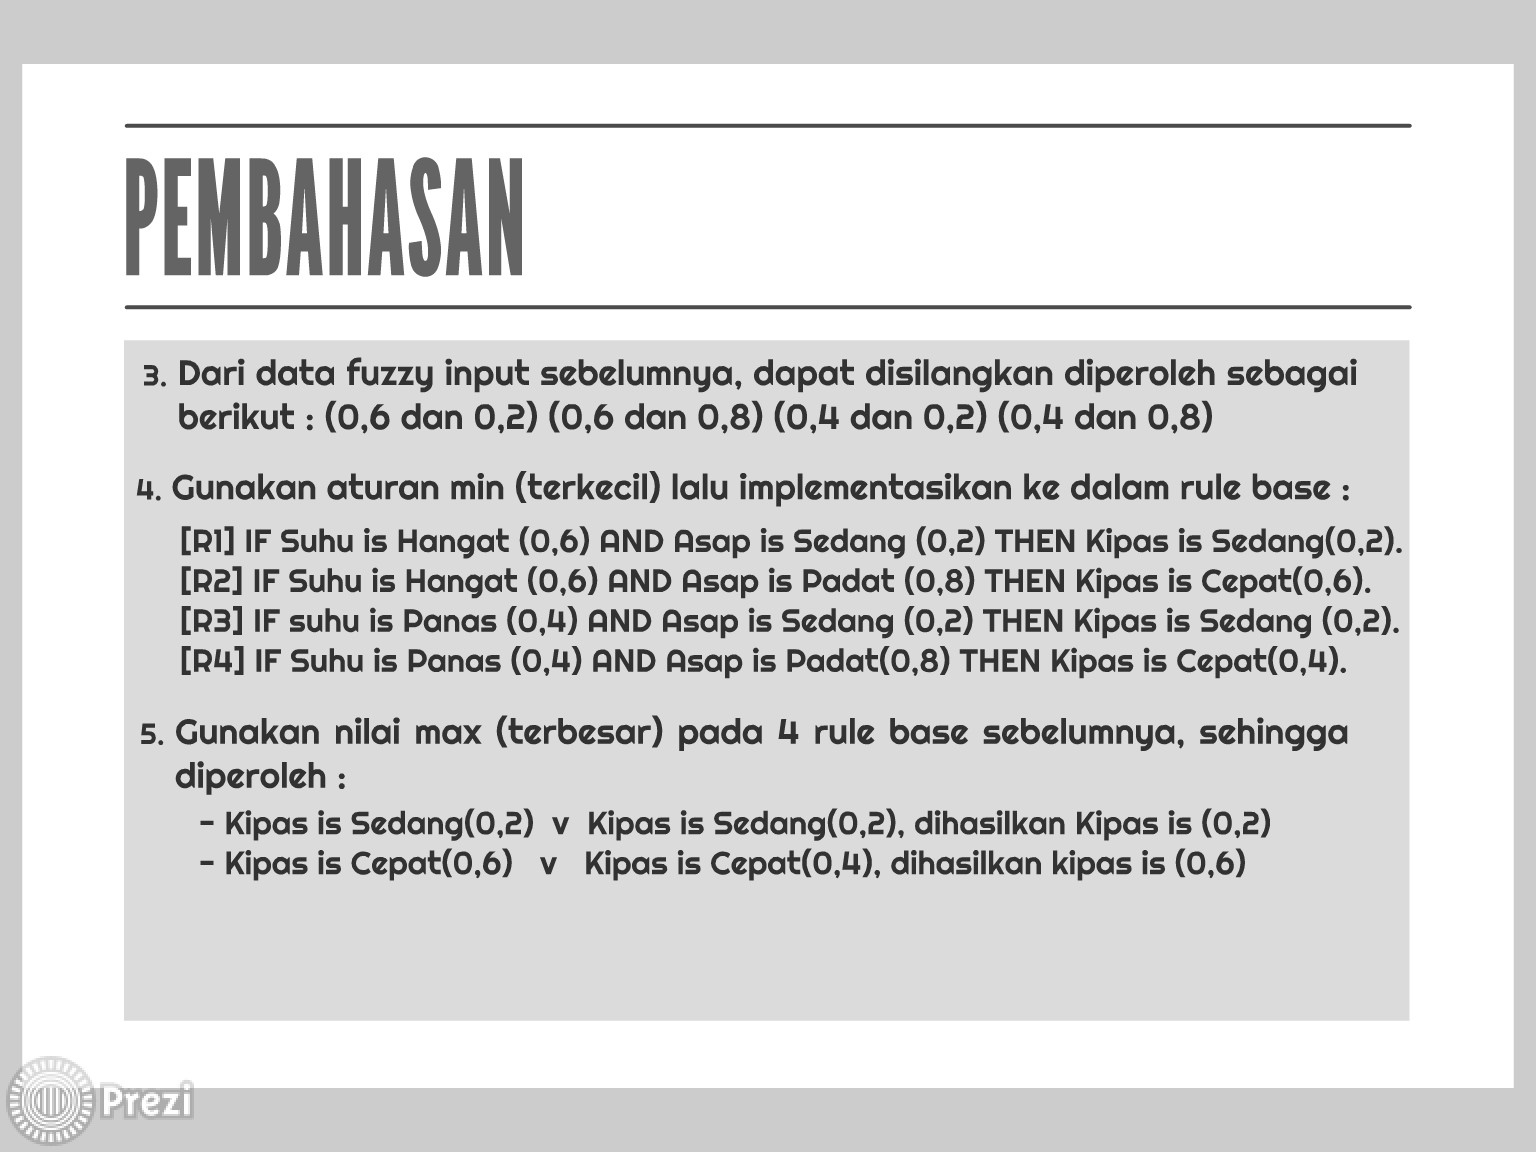 PEMBAHASAN
3. Dari data fuzzy input sebelumnya, dapat disilangkan diperoleh sebagai
berikut : (0,6 dan 0,2) (0,6 dan 0,8) (0,4 dan 0,2) (0,4 dan 0,8)
4. Gunakan aturan min (terkecil) lalu implementasikan ke dalam rule base :
[R1] IF Suhu is Hangat (0,6) AND Asap is Sedang (0,2) THEN Kipas is Sedang(0,2).
[R2] IF Suhu is Hangat (0,6) AND Asap is Padat (0,8) THEN Kipas is Cepat(0,6).
[R3] IF suhu is Panas (0,4) AND Asap is Sedang (0,2) THEN Kipas is Sedang (0,2).
[R4] IF Suhu is Panas (0,4) AND Asap is Padat(0,8) THEN Kipas is Cepat(0,4).
5. Gunakan nilai max (terbesar) pada 4 rule base sebelumnya, sehingga
diperoleh :
- Kipas is Sedang(0,2) v Kipas is Sedang(0,2), dihasilkan Kipas is (0,2)
- Kipas is Cepat(0,6) v Kipas is Cepat(0,4), dihasilkan kipas is (0,6)
Prezi